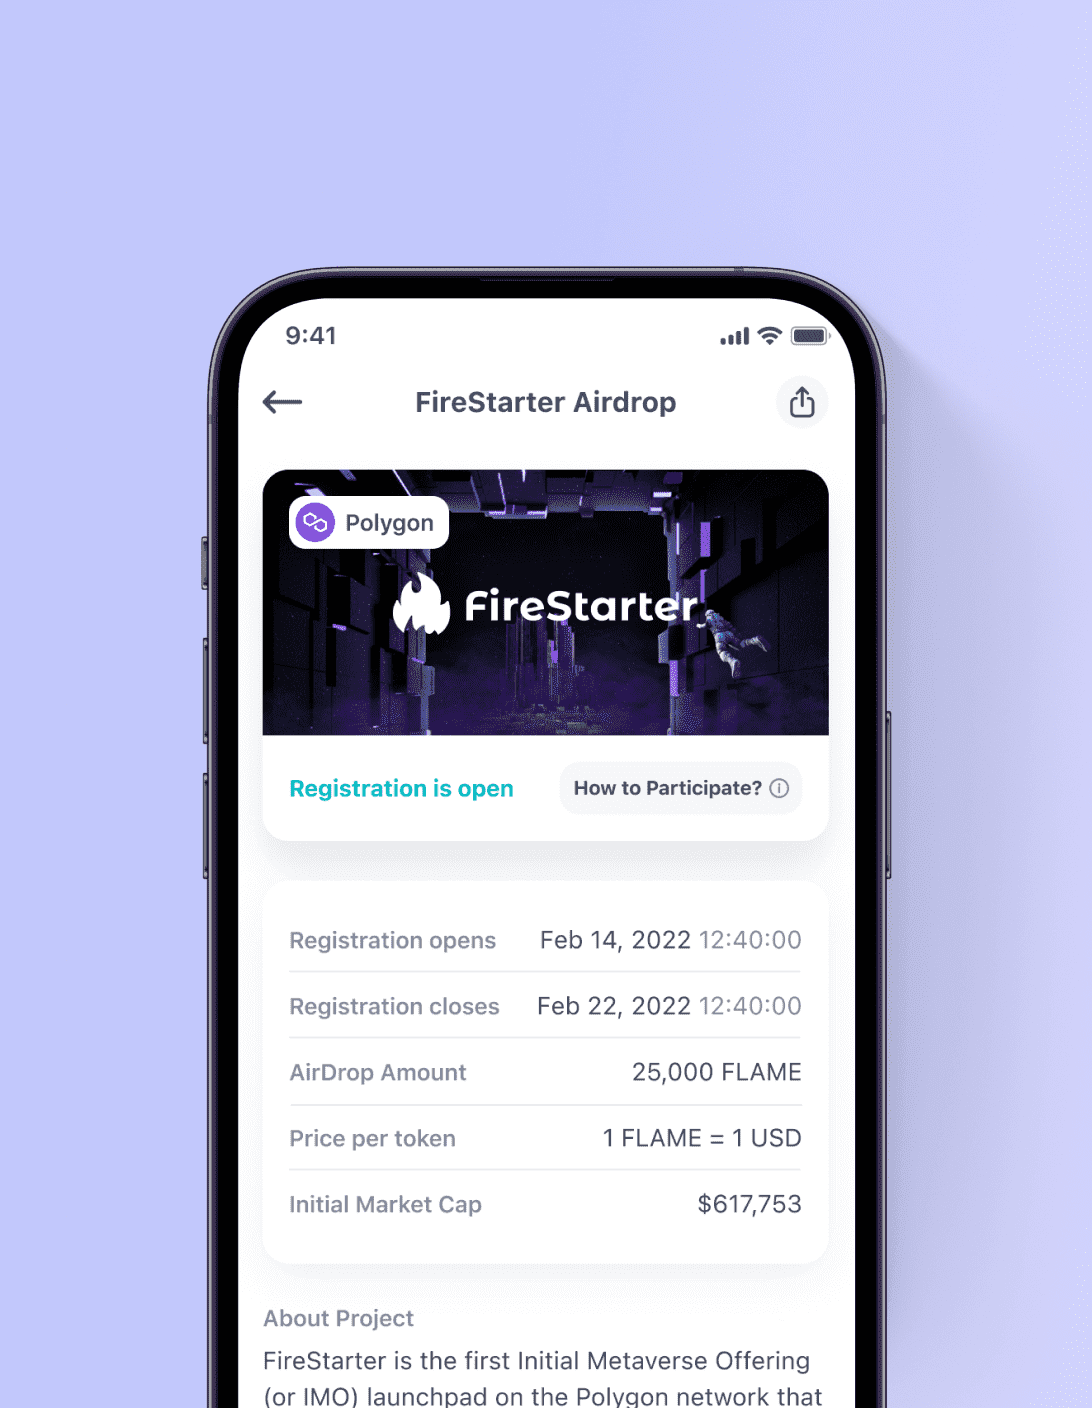 9:41
FireStarter Airdrop
Polygon
FireStarter
Registration is open
How to Participate?
Registration opens Feb 14, 2022 12:40:00
Registration closes Feb 22, 2022 12:40:00
AirDrop Amount 25,000 FLAME
Price per token 1 FLAME = 1 USD
Initial Market Cap $617,753
About Project
FireStarter is the first Initial Metaverse Offering
(or IMO) launchpad on the Polygon network that